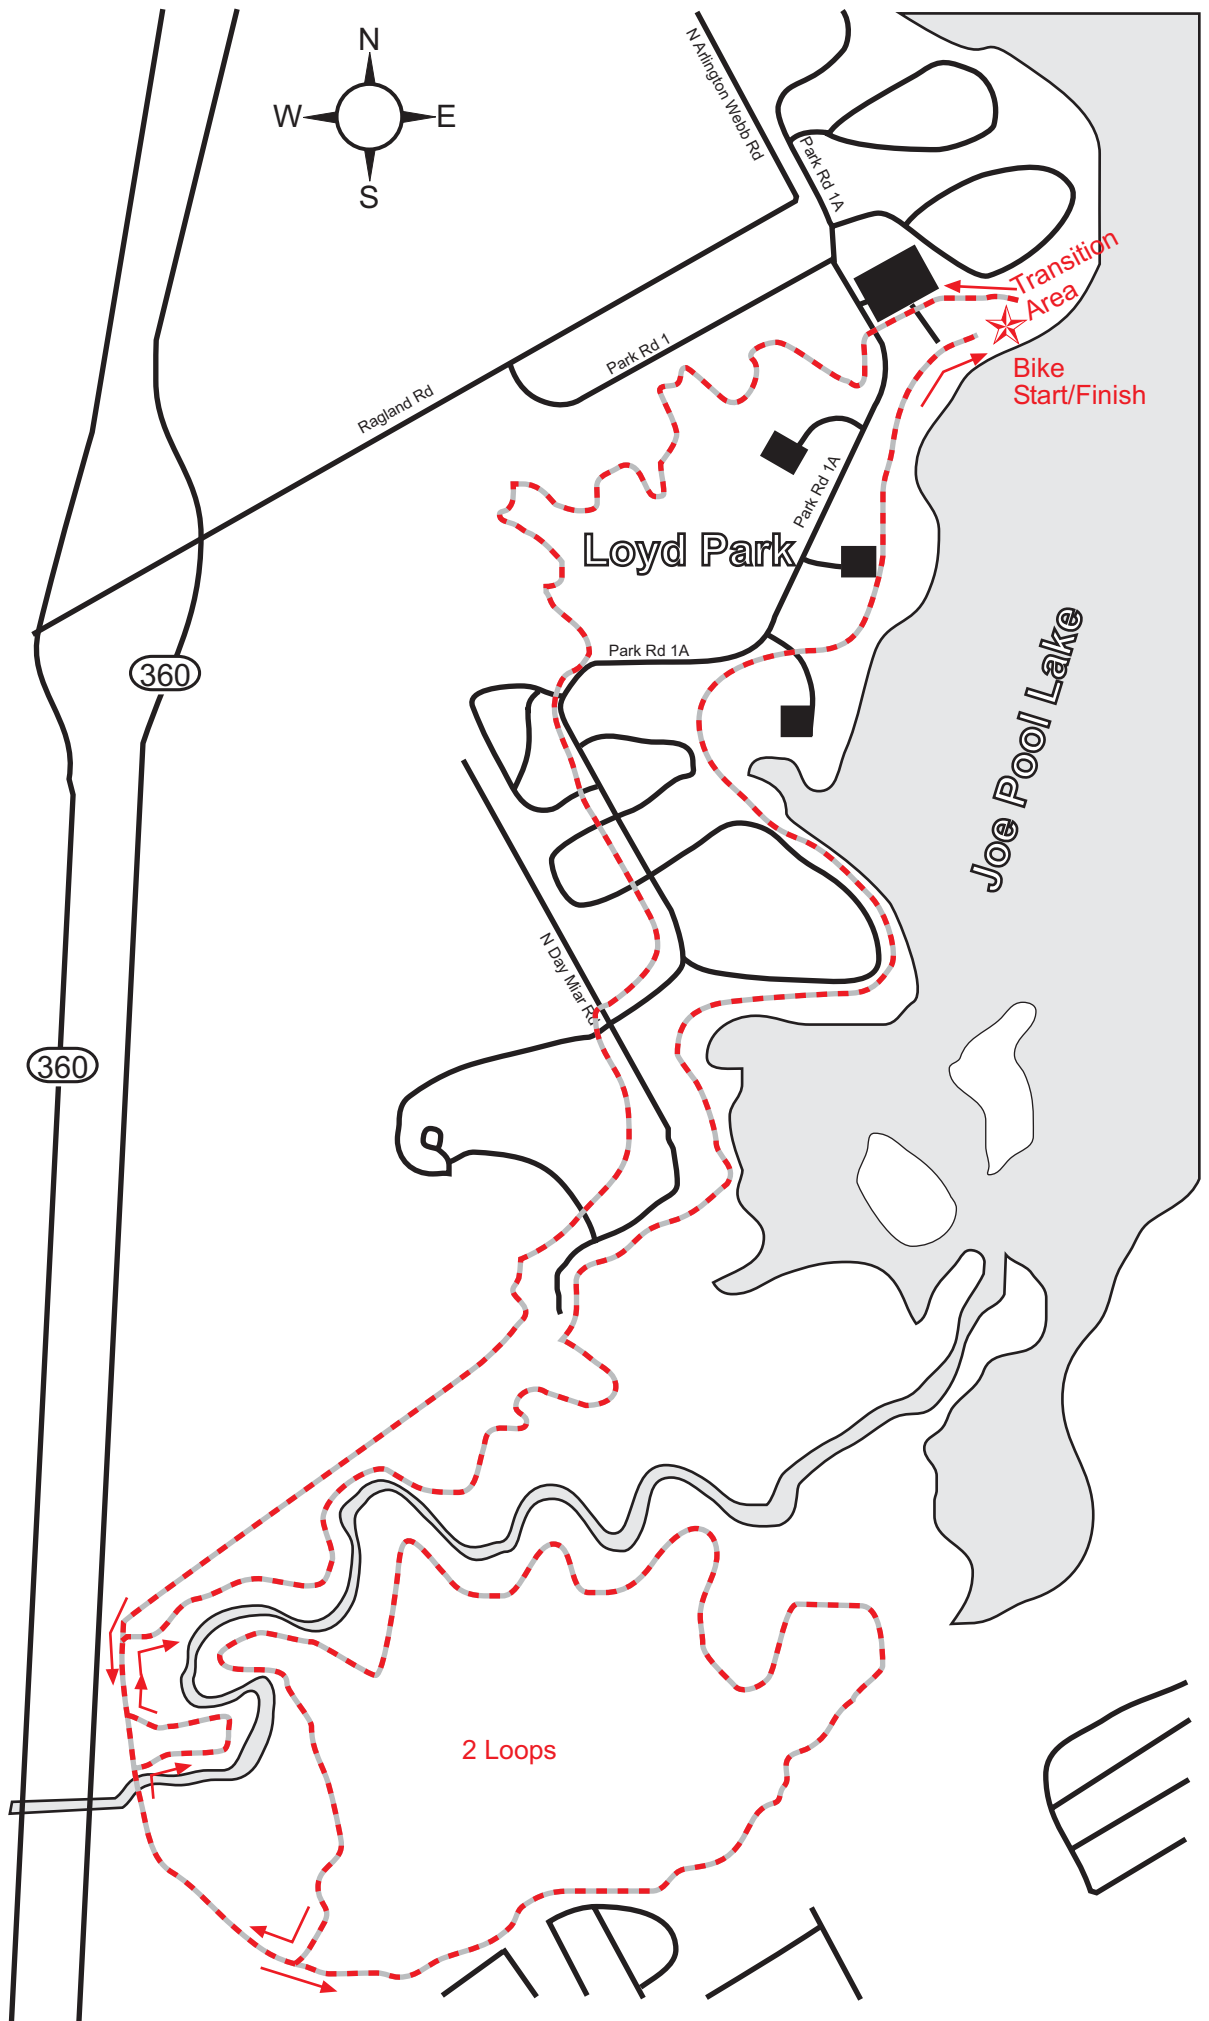 N
W
E
S
N Arlington Webb Rd
Park Rd 1A
Transition
Area
Bike
Start/Finish
Park Rd 1
Ragland Rd
Park Rd 1A
Loyd Park
Joe Pool Lake
Park Rd 1A
360
N Day Miar Rd
360
2 Loops